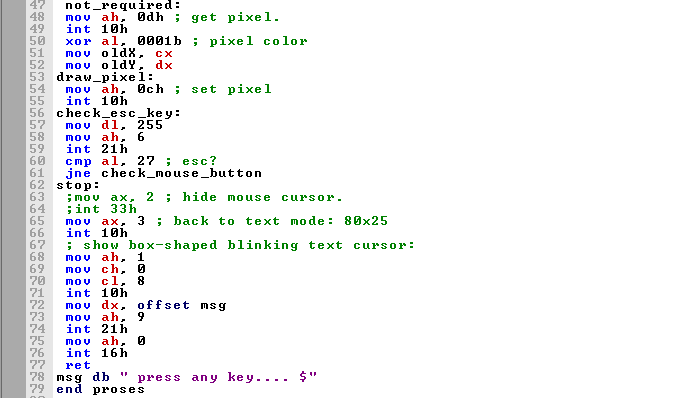 47 not_required:
48 mov ah, 0dh ; get pixel.
49 int 10h
50 xor al, 0001b ; pixel color
51 mov oldX, cx
52 mov oldY, dx
53 draw_pixel:
54 mov ah, 0ch ; set pixel
55 int 10h
56 check_esc_key:
57 mov dl, 255
58 mov ah, 6
59 int 21h
60 cmp al, 27 ; esc?
61 jne check_mouse_button
62 stop:
63 ;mov ax, 2 ; hide mouse cursor.
64 ;int 33h
65 mov ax, 3 ; back to text mode: 80x25
66 int 10h
67 ; show box-shaped blinking text cursor:
68 mov ah, 1
69 mov ch, 0
70 mov cl, 8
71 int 10h
72 mov dx, offset msg
73 mov ah, 9
74 int 21h
75 mov ah, 0
76 int 16h
77 ret
78 msg db " press any key.... $"
79 end proses